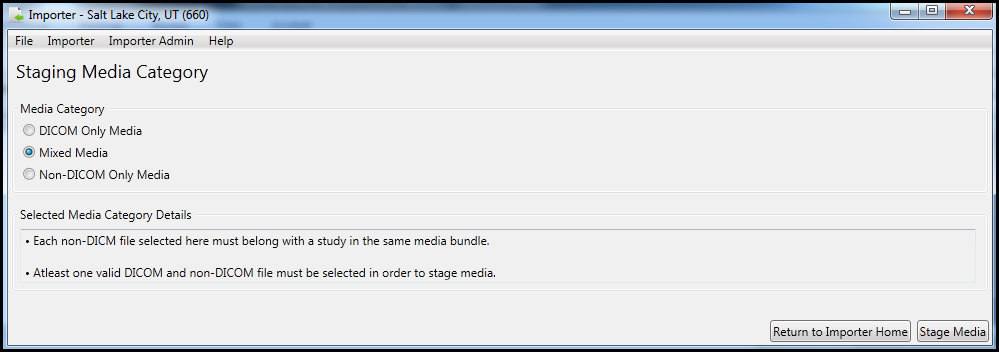 Importer - Salt Lake City, UT (660)
File Importer Importer Admin Help
Staging Media Category
Media Category
DICOM Only Media
Mixed Media
Non-DICOM Only Media
Selected Media Category Details
• Each non-DICM file selected here must belong with a study in the same media bundle.
• Atleast one valid DICOM and non-DICOM file must be selected in order to stage media.
Return to Importer Home Stage Media